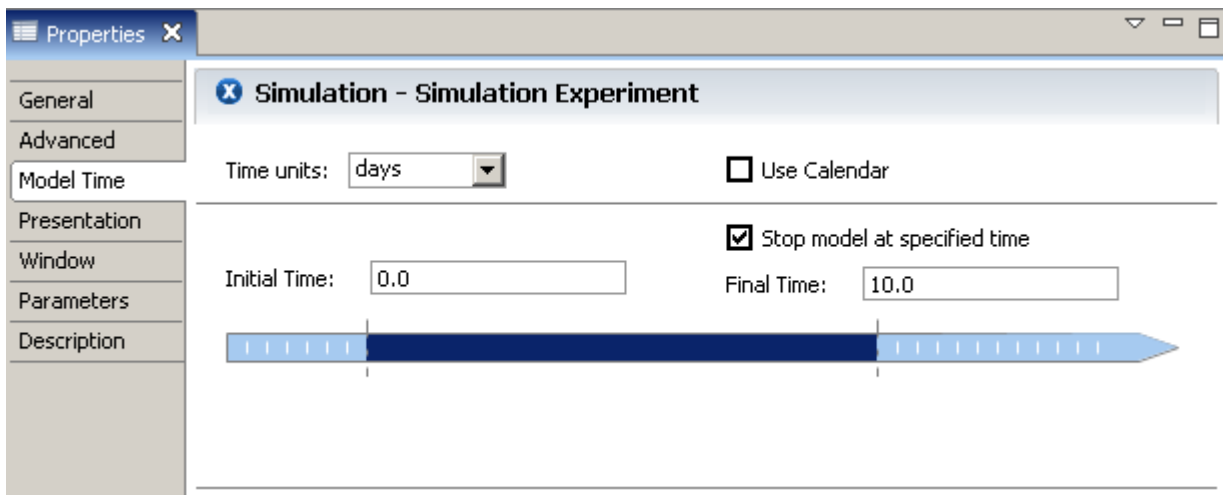 Properties
Simulation - Simulation Experiment
General
Advanced
Model Time
Presentation
Window
Parameters
Description
Time units: days
Use Calendar
Stop model at specified time
Initial Time: 0.0
Final Time: 10.0